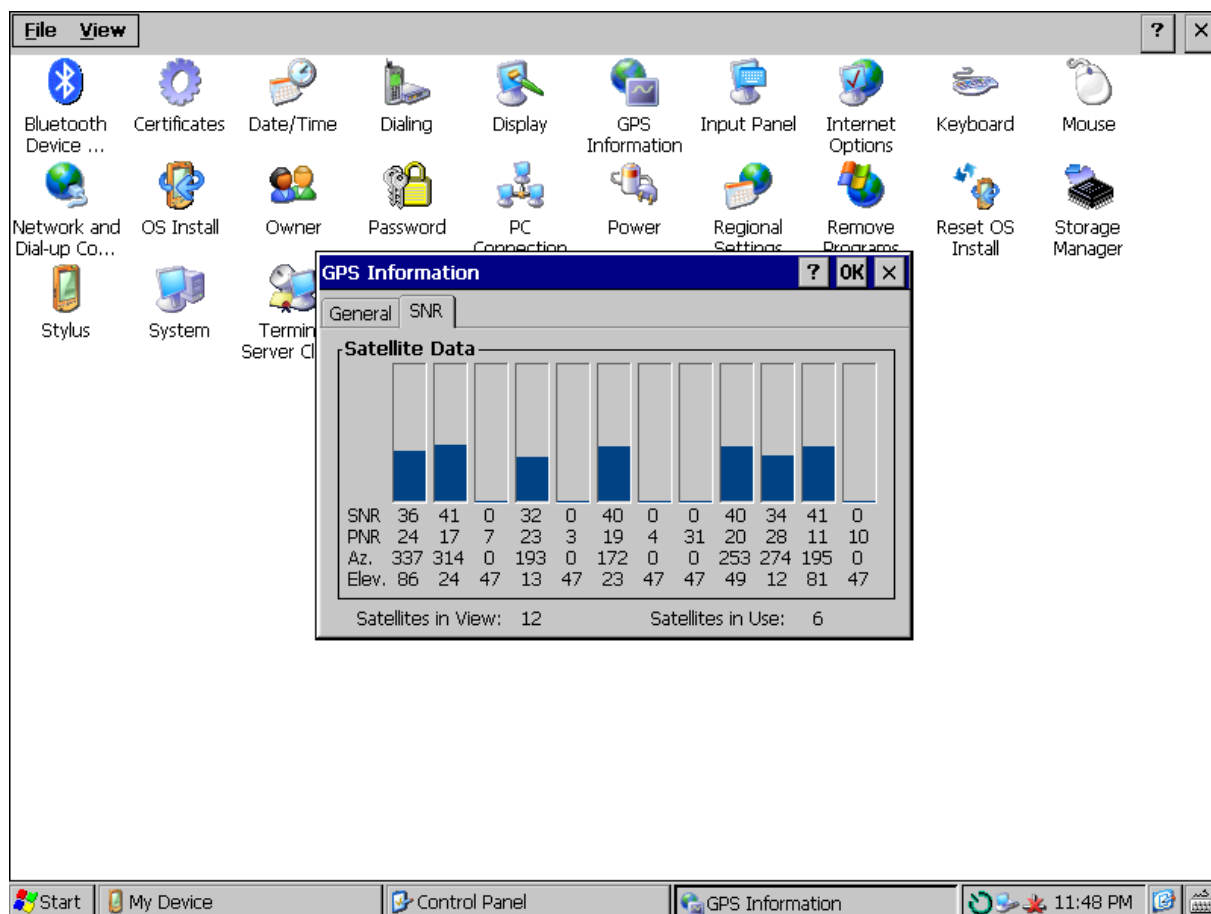 File View ? ×
Bluetooth Certificates Date/Time Dialing Display GPS Input Panel Internet Keyboard Mouse
Device ... Information Options
Network and OS Install Owner Password PC Power Regional Remove Reset OS Storage
Dial-up Co... Connection Settings Programs Install Manager
Stylus System Termin
Server Cl
GPS Information ? OK ×
General SNR
Satellite Data
SNR 36 41 0 32 0 40 0 0 40 34 41 0
PNR 24 17 7 23 3 19 4 31 20 28 11 10
Az. 337 314 0 193 0 172 0 0 253 274 195 0
Elev. 86 24 47 13 47 23 47 47 49 12 81 47
Satellites in View: 12 Satellites in Use: 6
Start My Device Control Panel GPS Information 11:48 PM